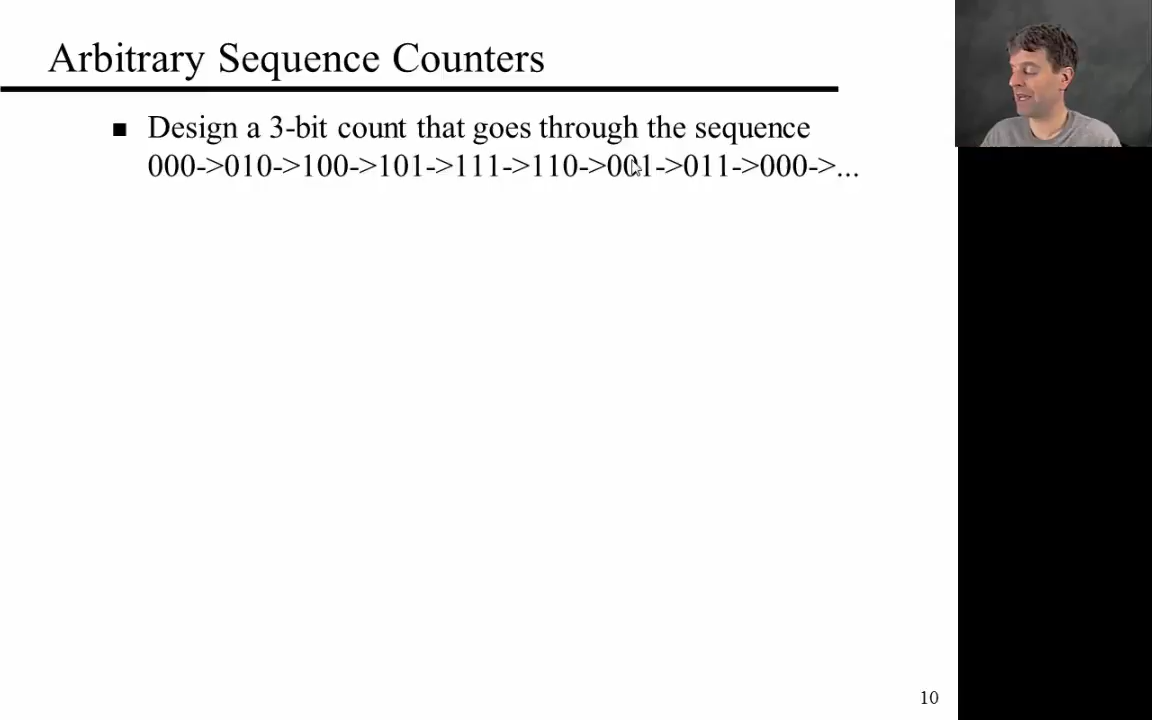 Arbitrary Sequence Counters
■ Design a 3-bit count that goes through the sequence
000->010->100->101->111->110->001->011->000->...
10